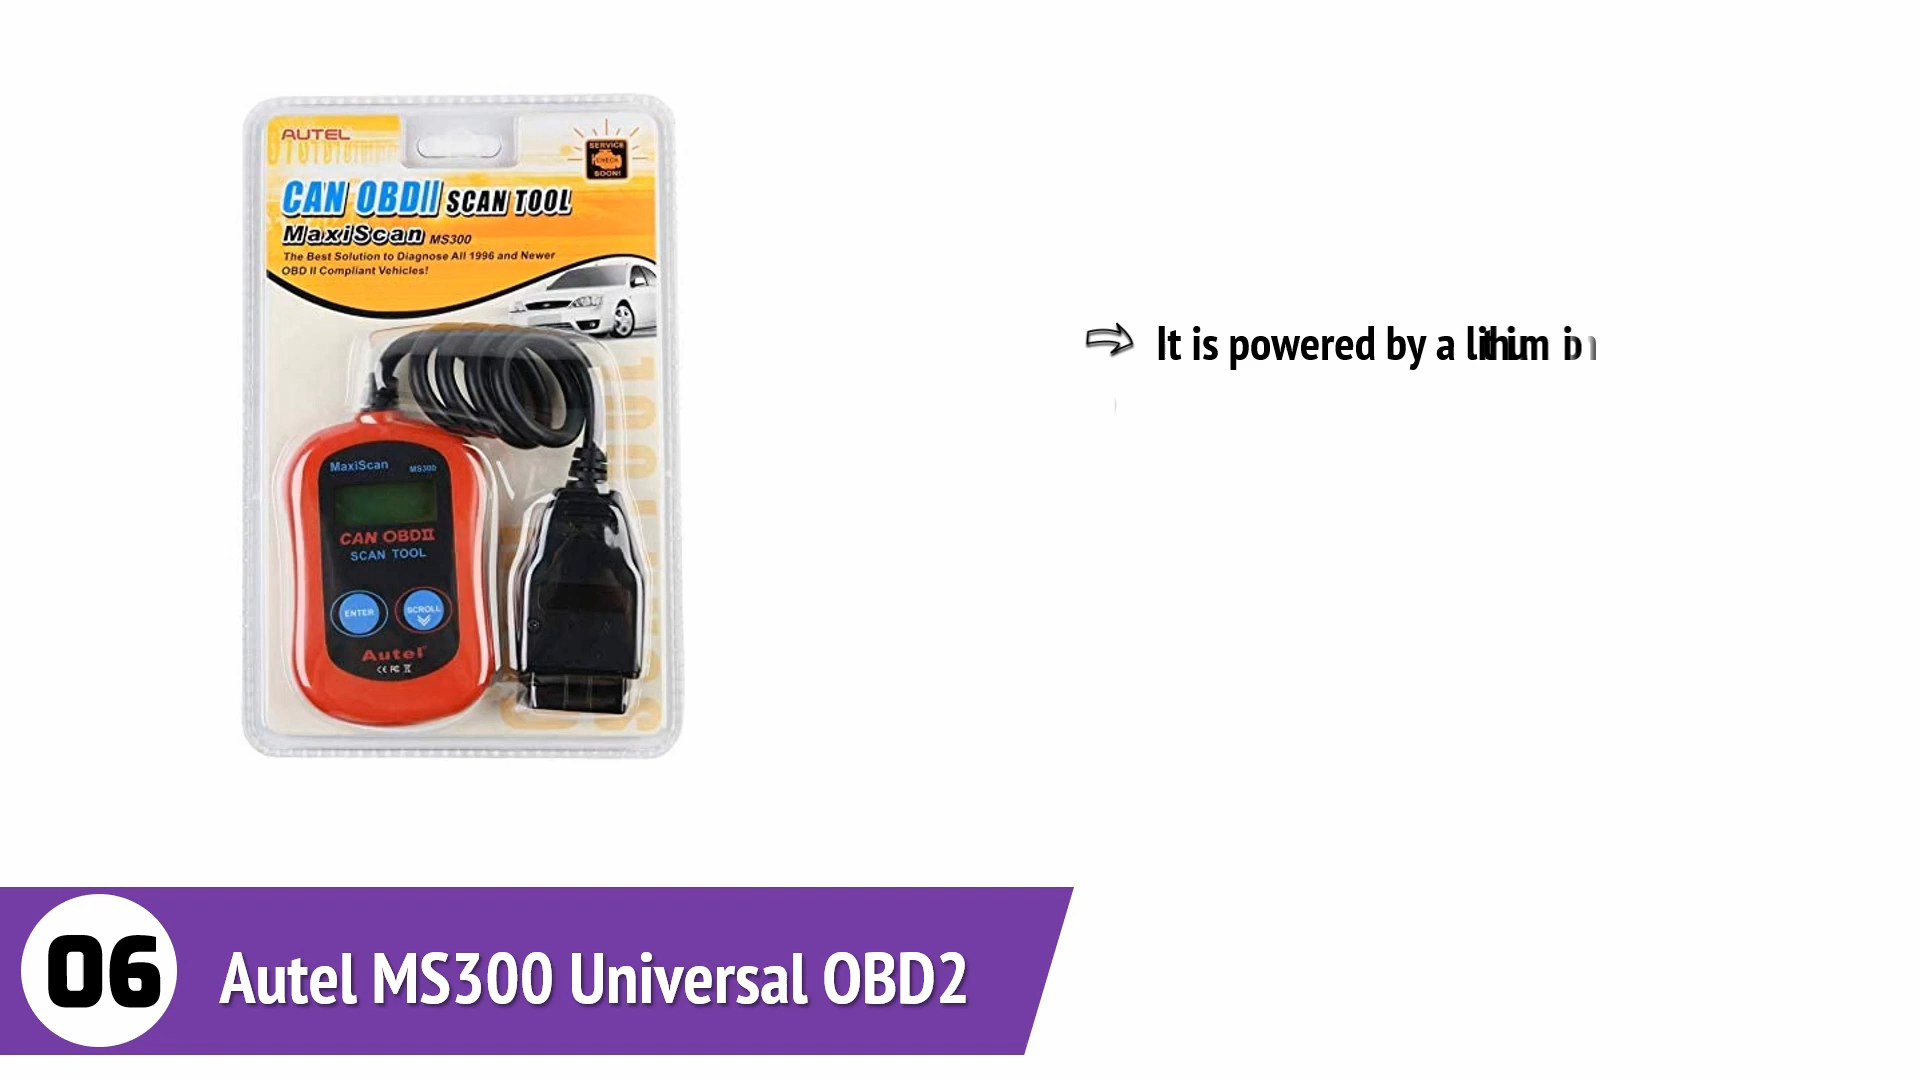 AUTEL
SERVICE
CHECK
SOON!
CAN OBDII SCAN TOOL
MaxiScan MS300
The Best Solution to Diagnose All 1996 and Newer
OBD II Compliant Vehicles!
It is powered by a
MaxiScan MS300
CAN OBDII
SCAN TOOL
ENTER SCROLL
Autel
06 Autel MS300 Universal OBD2